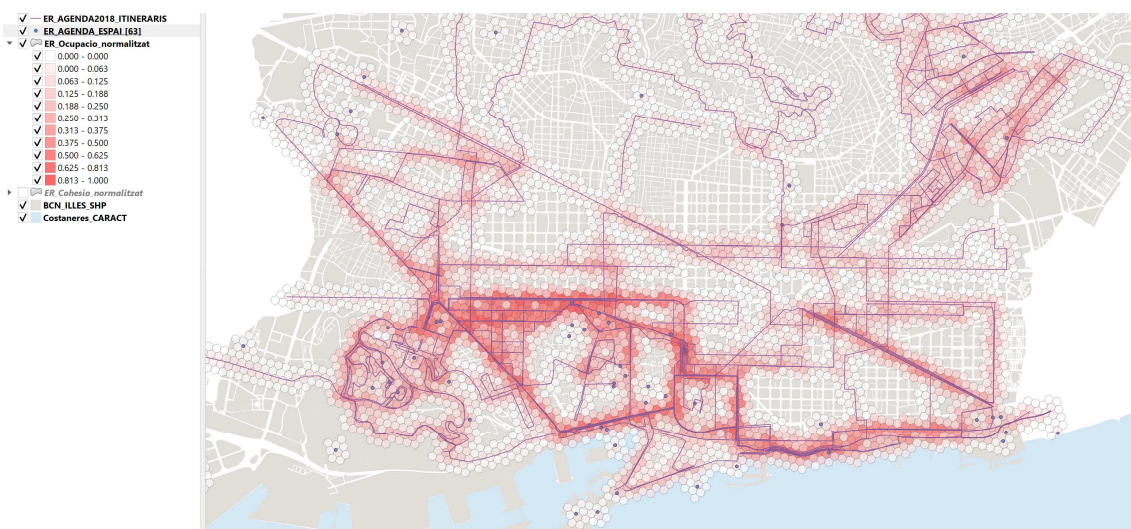 ER_AGENDA2018_ITINERARIS
ER_AGENDA_ESPAI [63]
ER_Ocupacio_normalitzat
0.000 - 0.000
0.000 - 0.063
0.063 - 0.125
0.125 - 0.188
0.188 - 0.250
0.250 - 0.313
0.313 - 0.375
0.375 - 0.500
0.500 - 0.625
0.625 - 0.813
0.813 - 1.000
ER_Cohesio_normalitzat
BCN_ILLES_SHP
Costaneres_CARACT